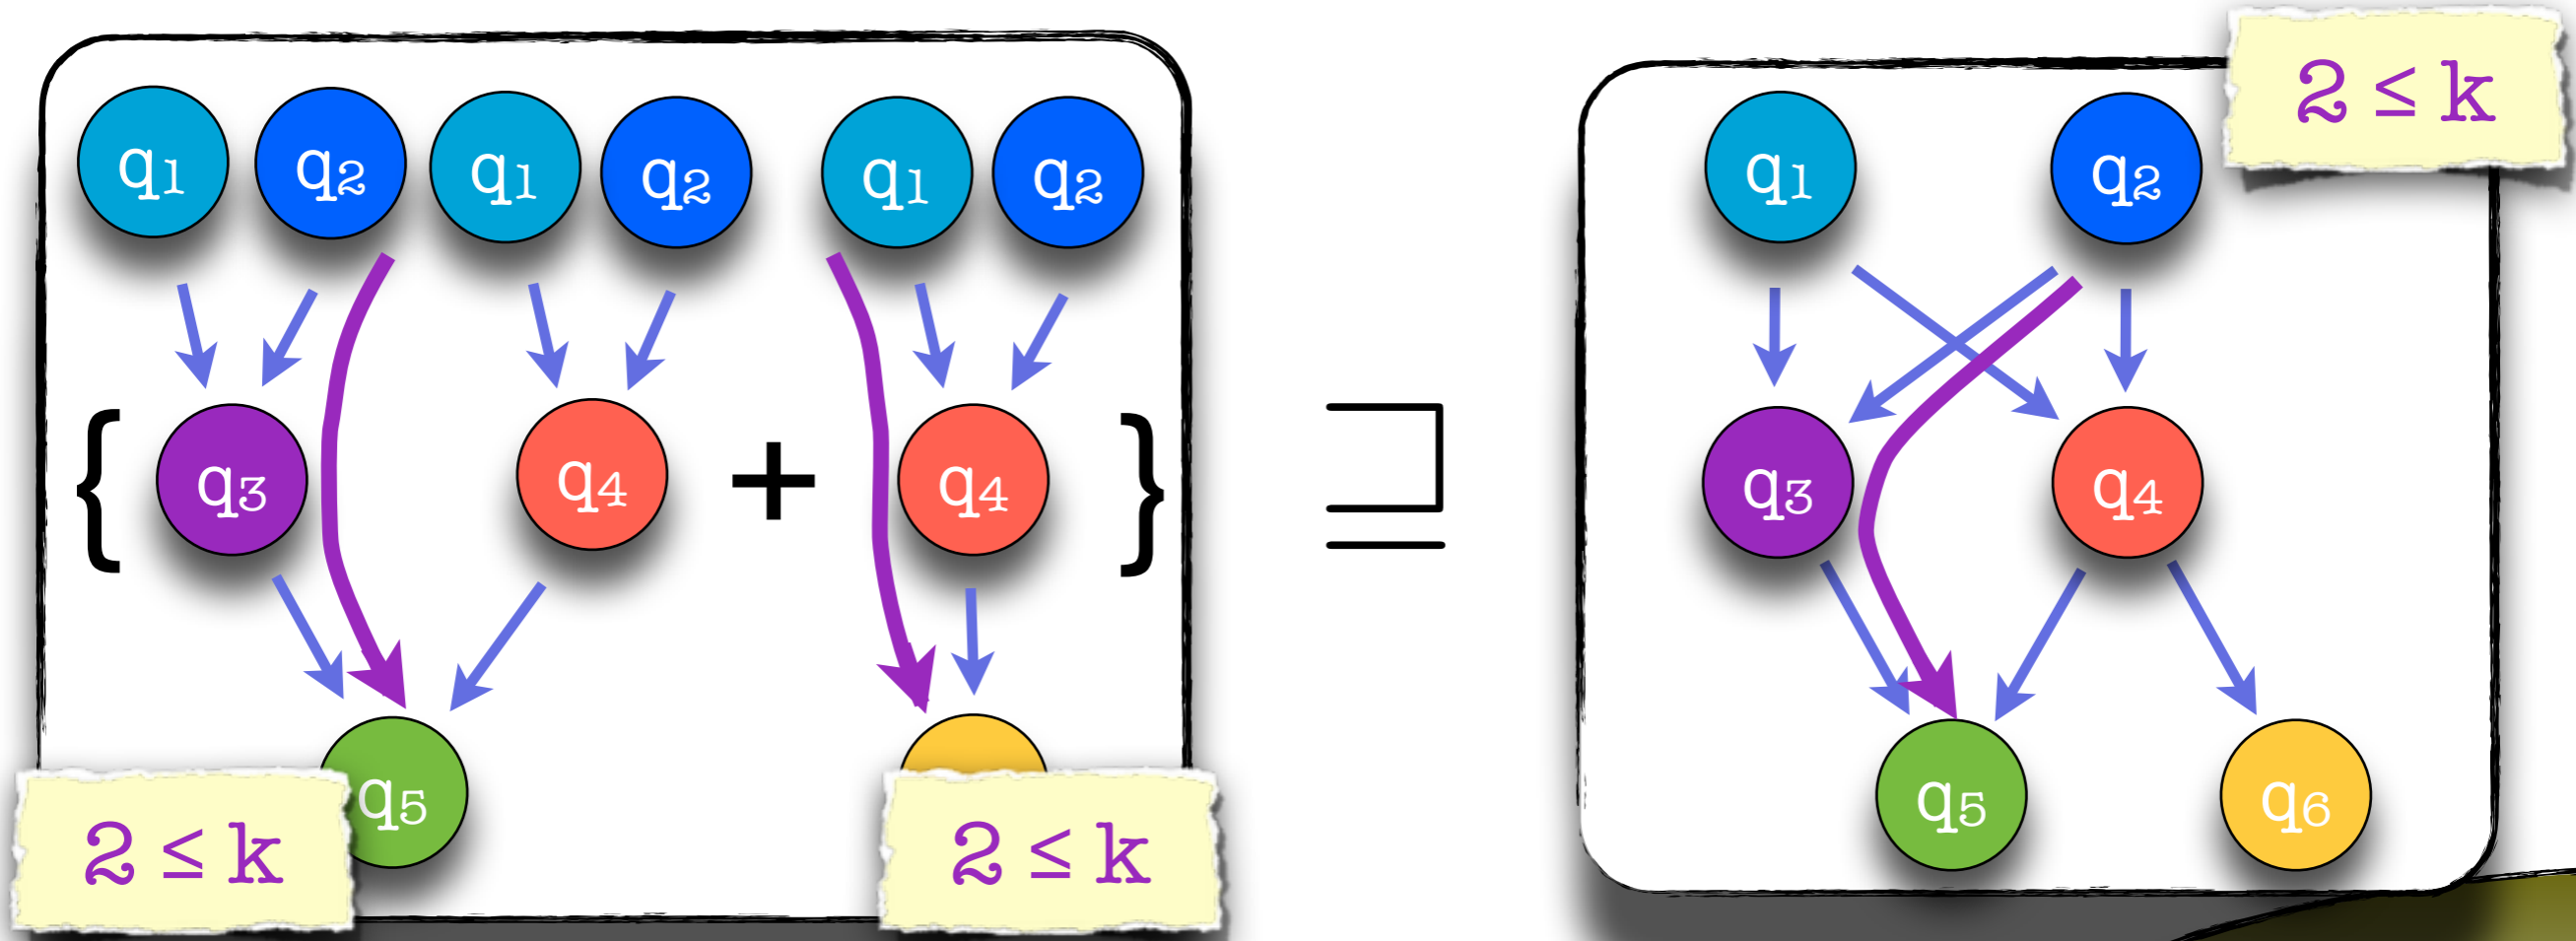 2 ≤ k
q₁ q₂ q₁ q₂ q₁ q₂ q₁ q₂
{ q₃ q₄ + q₄ } ⊒ q₃ q₄
q₅ q₅ q₆
2 ≤ k 2 ≤ k